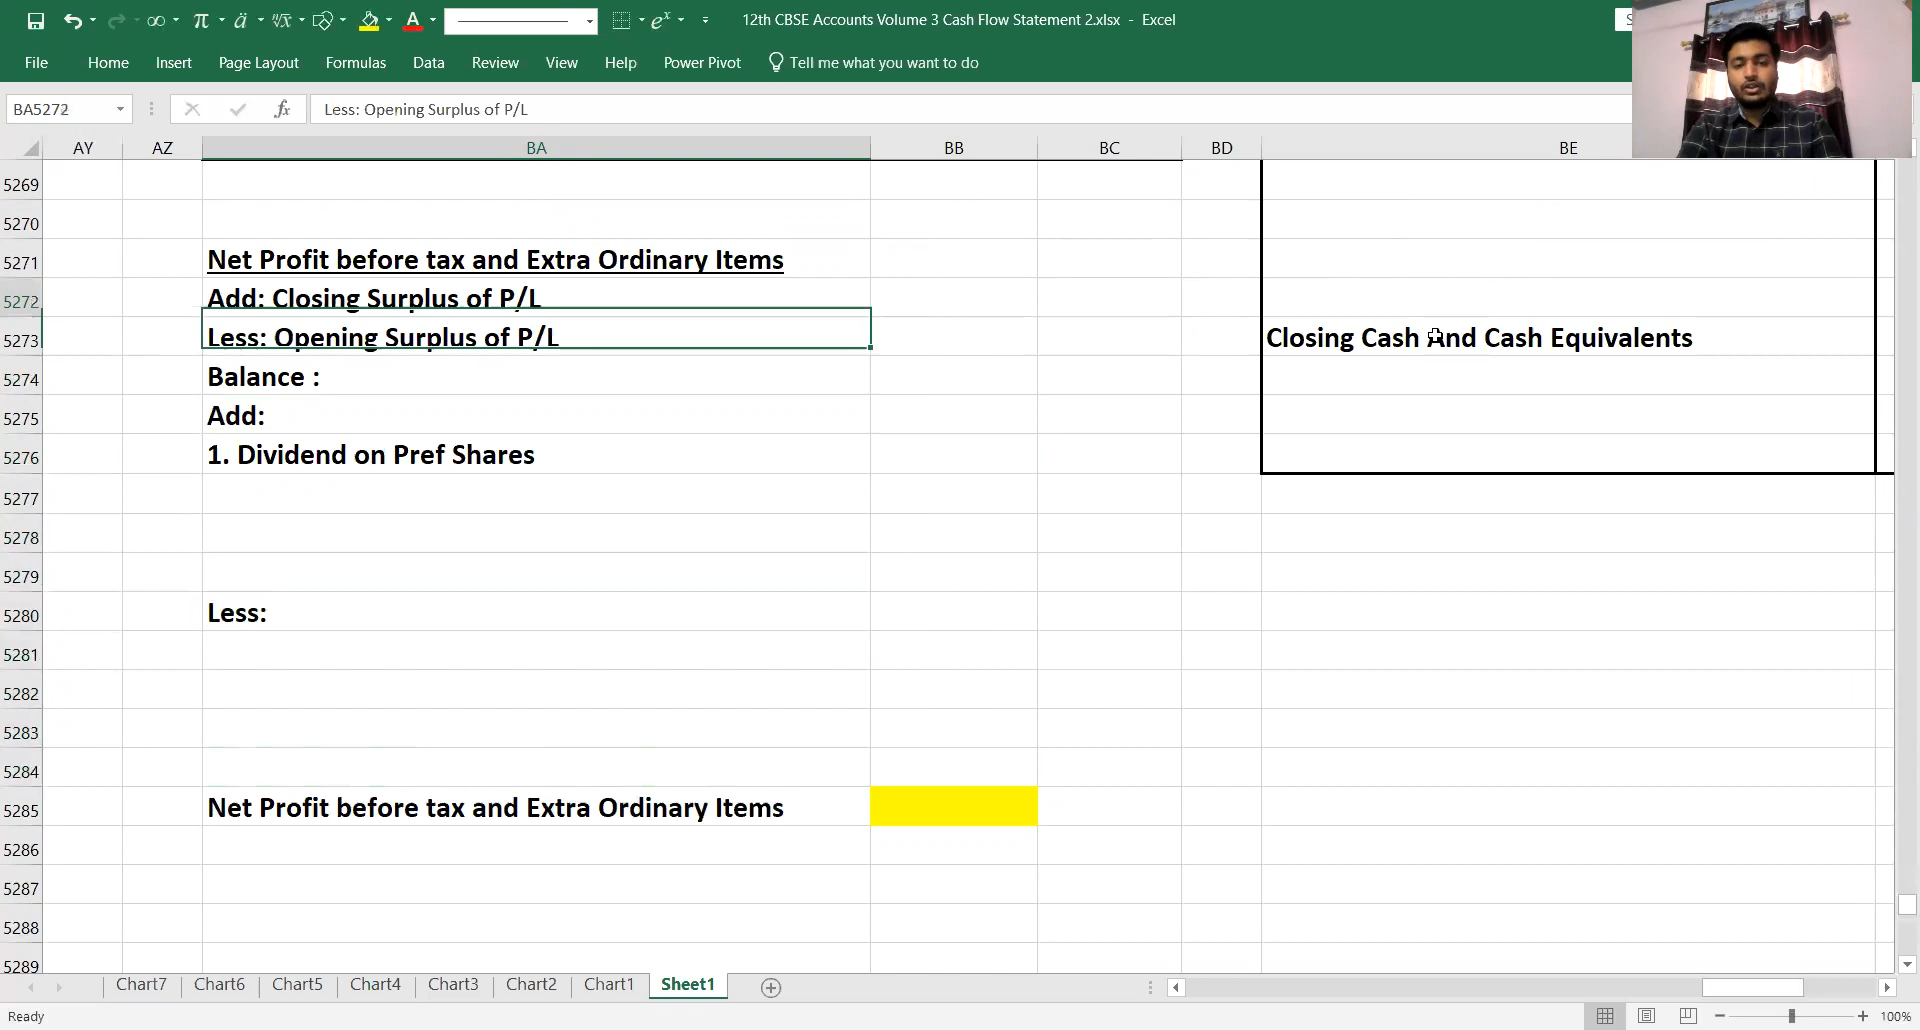 12th CBSE Accounts Volume 3 Cash Flow Statement 2.xlsx - Excel
File Home Insert Page Layout Formulas Data Review View Help Power Pivot Tell me what you want to do
BA5272 fx Less: Opening Surplus of P/L
AY AZ BA BB BC BD BE
5269
5270
5271 Net Profit before tax and Extra Ordinary Items
5272 Add: Closing Surplus of P/L
5273 Less: Opening Surplus of P/L Closing Cash And Cash Equivalents
5274 Balance :
5275 Add:
5276 1. Dividend on Pref Shares
5277
5278
5279
5280 Less:
5281
5282
5283
5284
5285 Net Profit before tax and Extra Ordinary Items
5286
5287
5288
5289
Chart7 Chart6 Chart5 Chart4 Chart3 Chart2 Chart1 Sheet1
Ready 100%